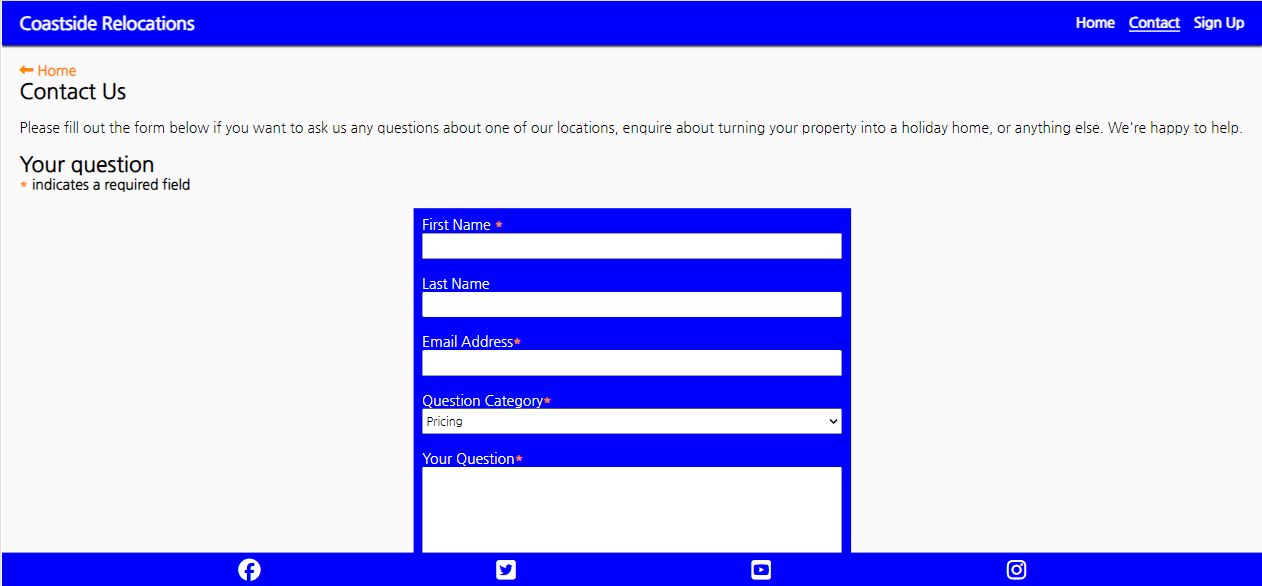 Coastside Relocations
Home Contact Sign Up
Home
Contact Us
Please fill out the form below if you want to ask us any questions about one of our locations, enquire about turning your property into a holiday home, or anything else. We're happy to help.
Your question
* indicates a required field
First Name *
Last Name
Email Address*
Question Category*
Pricing
Your Question*